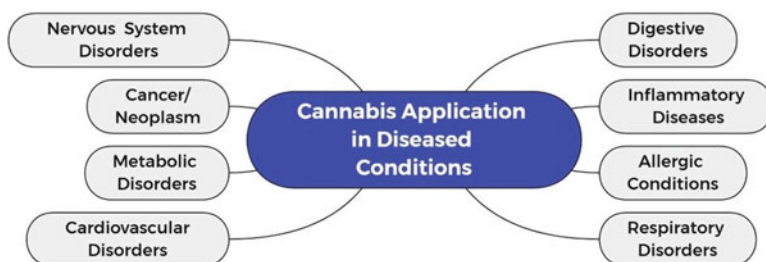 Nervous System
Disorders
Cancer/
Neoplasm
Metabolic
Disorders
Cardiovascular
Disorders
Cannabis Application
in Diseased
Conditions
Digestive
Disorders
Inflammatory
Diseases
Allergic
Conditions
Respiratory
Disorders